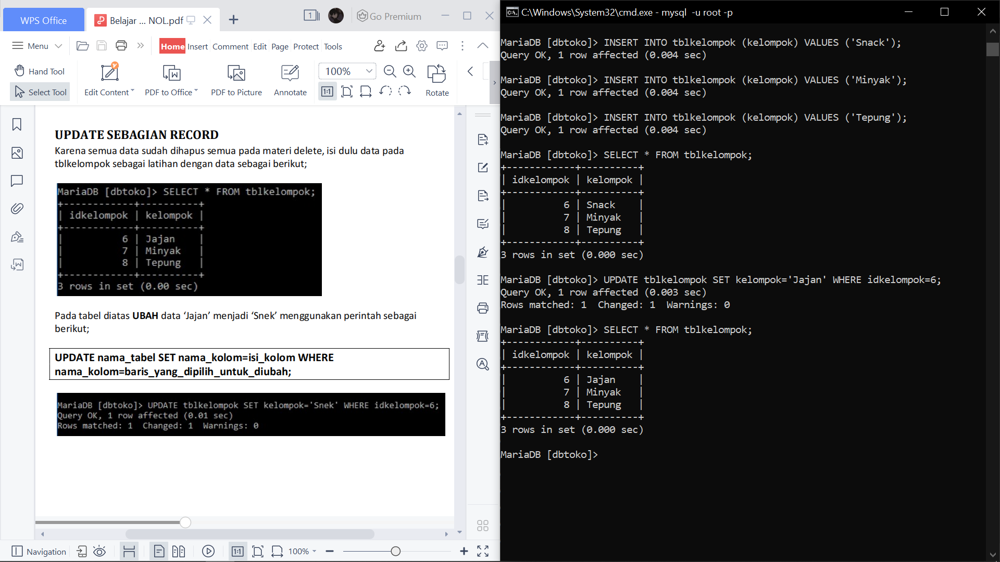 WPS Office
Belajar ... NOL.pdf
1
Go Premium
Menu
Home Insert Comment Edit Page Protect Tools
Hand Tool
Select Tool
Edit Content
PDF to Office
PDF to Picture
Annotate
100%
1:1
Rotate
UPDATE SEBAGIAN RECORD
Karena semua data sudah dihapus semua pada materi delete, isi dulu data pada
tblkelompok sebagai latihan dengan data sebagai berikut;
MariaDB [dbtoko]> SELECT * FROM tblkelompok;
+------------+----------+
| idkelompok | kelompok |
+------------+----------+
|          6 | Jajan    |
|          7 | Minyak   |
|          8 | Tepung   |
+------------+----------+
3 rows in set (0.00 sec)
Pada tabel diatas UBAH data ‘Jajan’ menjadi ‘Snek’ menggunakan perintah sebagai
berikut;
UPDATE nama_tabel SET nama_kolom=isi_kolom WHERE
nama_kolom=baris_yang_dipilih_untuk_diubah;
MariaDB [dbtoko]> UPDATE tblkelompok SET kelompok='Snek' WHERE idkelompok=6;
Query OK, 1 row affected (0.01 sec)
Rows matched: 1  Changed: 1  Warnings: 0
Navigation
1:1
100%
C:\Windows\System32\cmd.exe - mysql  -u root -p
MariaDB [dbtoko]> INSERT INTO tblkelompok (kelompok) VALUES ('Snack');
Query OK, 1 row affected (0.004 sec)
MariaDB [dbtoko]> INSERT INTO tblkelompok (kelompok) VALUES ('Minyak');
Query OK, 1 row affected (0.004 sec)
MariaDB [dbtoko]> INSERT INTO tblkelompok (kelompok) VALUES ('Tepung');
Query OK, 1 row affected (0.004 sec)
MariaDB [dbtoko]> SELECT * FROM tblkelompok;
+------------+----------+
| idkelompok | kelompok |
+------------+----------+
|          6 | Snack    |
|          7 | Minyak   |
|          8 | Tepung   |
+------------+----------+
3 rows in set (0.000 sec)
MariaDB [dbtoko]> UPDATE tblkelompok SET kelompok='Jajan' WHERE idkelompok=6;
Query OK, 1 row affected (0.003 sec)
Rows matched: 1  Changed: 1  Warnings: 0
MariaDB [dbtoko]> SELECT * FROM tblkelompok;
+------------+----------+
| idkelompok | kelompok |
+------------+----------+
|          6 | Jajan    |
|          7 | Minyak   |
|          8 | Tepung   |
+------------+----------+
3 rows in set (0.000 sec)
MariaDB [dbtoko]>